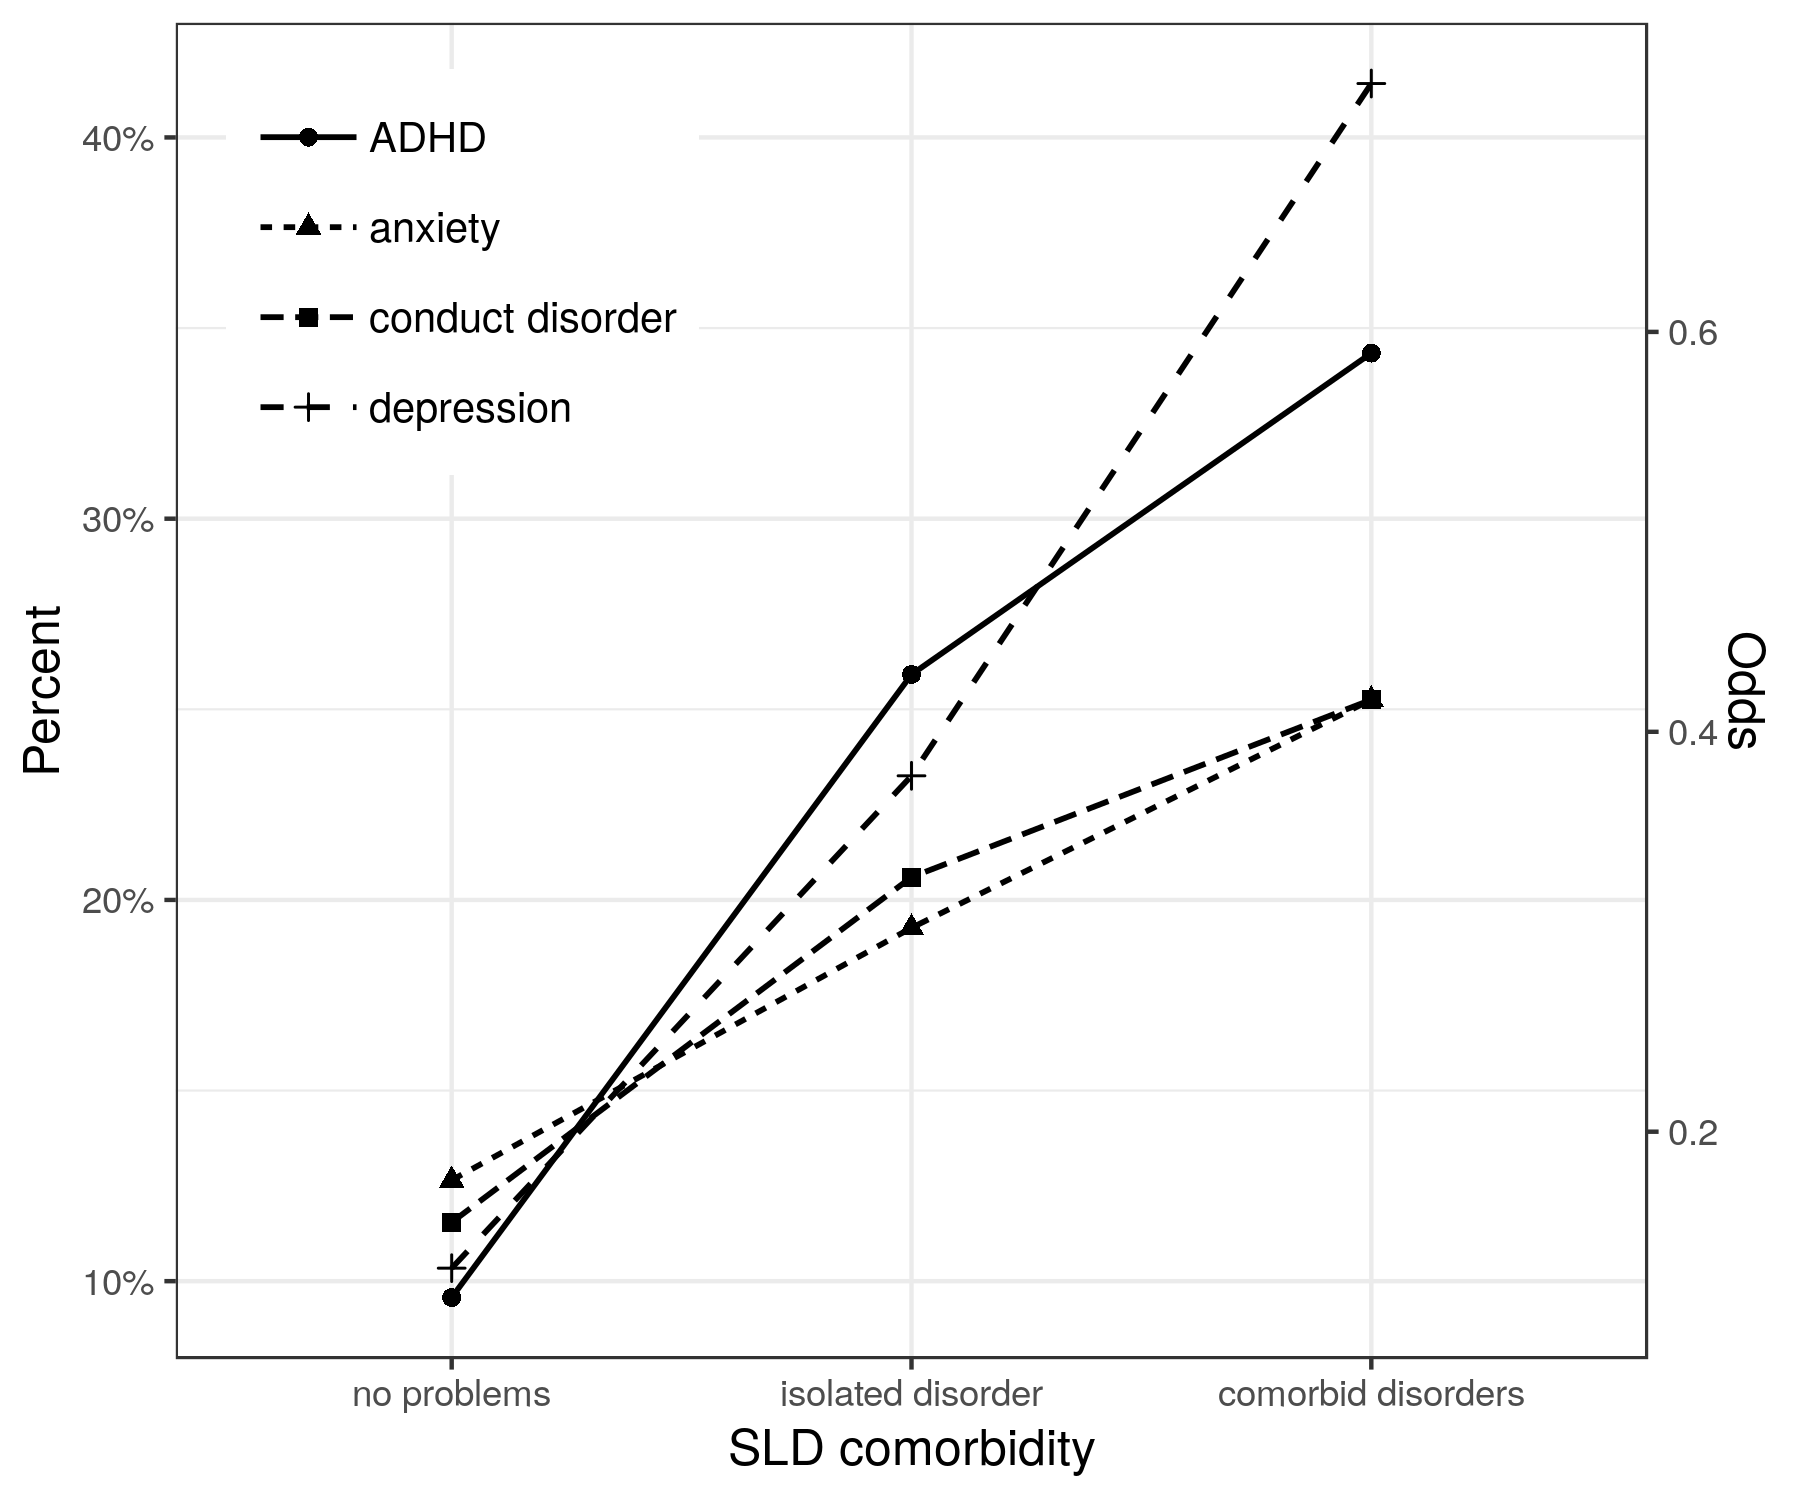 ADHD
anxiety
conduct disorder
depression
40%
30%
20%
10%
Percent
0.6
0.4
0.2
Odds
no problems
isolated disorder
comorbid disorders
SLD comorbidity